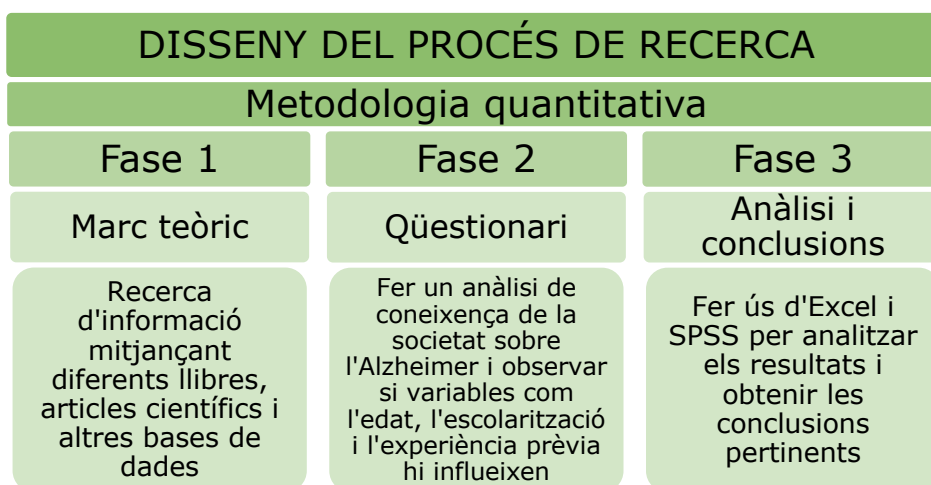 DISSENY DEL PROCÉS DE RECERCA
Metodologia quantitativa
Fase 1
Fase 2
Fase 3
Marc teòric
Qüestionari
Anàlisi i
conclusions
Recerca
d'informació
mitjançant
diferents llibres,
articles científics i
altres bases de
dades
Fer un anàlisi de
coneixença de la
societat sobre
l'Alzheimer i observar
si variables com
l'edat, l'escolarització
i l'experiència prèvia
hi influeixen
Fer ús d'Excel i
SPSS per analitzar
els resultats i
obtenir les
conclusions
pertinents